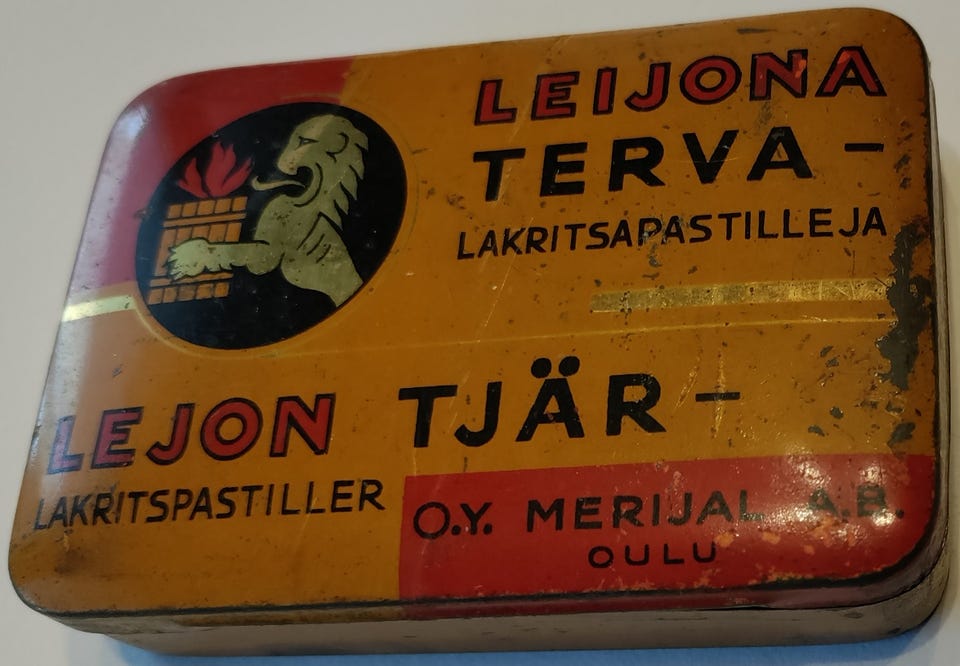 LEIJONA
TERVA-
LAKRITSAPASTILLEJA
LEJON TJÄR-
LAKRITSPASTILLER
O.Y. MERIJAL A.B.
OULU